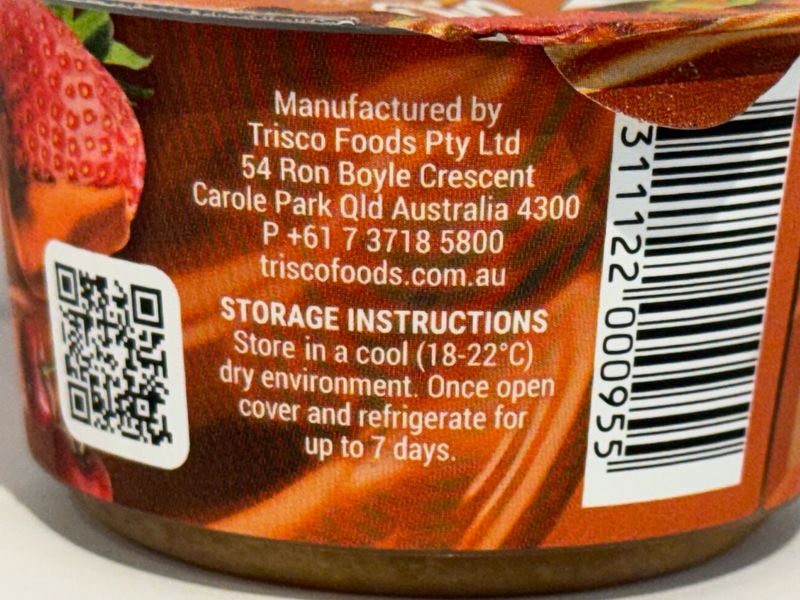 Manufactured by
Trisco Foods Pty Ltd
54 Ron Boyle Crescent
Carole Park Qld Australia 4300
P +61 7 3718 5800
triscofoods.com.au
STORAGE INSTRUCTIONS
Store in a cool (18-22°C)
dry environment. Once open
cover and refrigerate for
up to 7 days.
311122 000955